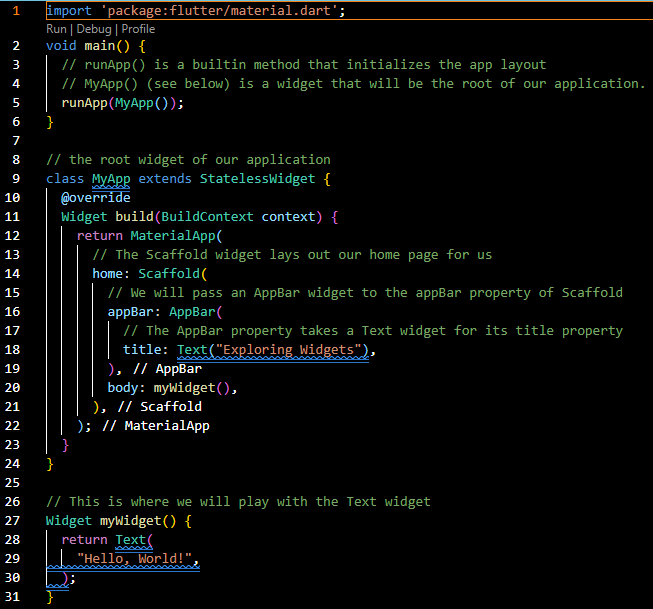 1 import 'package:flutter/material.dart';
Run | Debug | Profile
2 void main() {
3 // runApp() is a builtin method that initializes the app layout
4 // MyApp() (see below) is a widget that will be the root of our application.
5 runApp(MyApp());
6 }
7
8 // the root widget of our application
9 class MyApp extends StatelessWidget {
10 @override
11 Widget build(BuildContext context) {
12 return MaterialApp(
13 // The Scaffold widget lays out our home page for us
14 home: Scaffold(
15 // We will pass an AppBar widget to the appBar property of Scaffold
16 appBar: AppBar(
17 // The AppBar property takes a Text widget for its title property
18 title: Text("Exploring Widgets"),
19 ), // AppBar
20 body: myWidget(),
21 ), // Scaffold
22 ); // MaterialApp
23 }
24 }
25
26 // This is where we will play with the Text widget
27 Widget myWidget() {
28 return Text(
29 "Hello, World!",
30 );
31 }